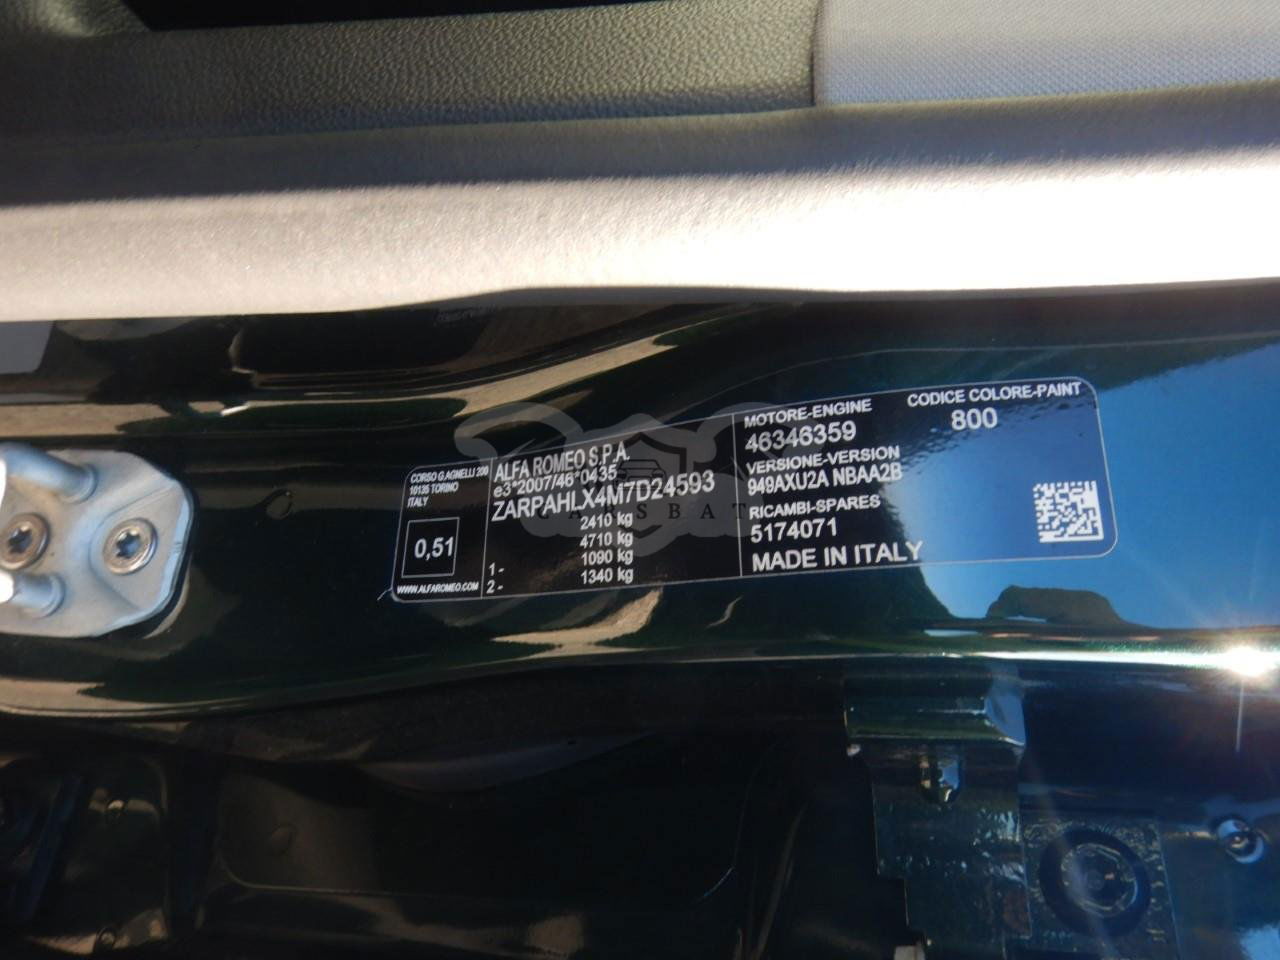 CORSO G.AGNELLI 200
10135 TORINO
ITALY
0,51
WWW.ALFAROMEO.COM
ALFA ROMEO S.P.A.
e3*2007/46*0435
ZARPAHLX4M7D24593
2410 kg
4710 kg
1- 1090 kg
2- 1340 kg
MOTORE-ENGINE
46346359
VERSIONE-VERSION
949AXU2A NBAA2B
RICAMBI-SPARES
5174071
MADE IN ITALY
CODICE COLORE-PAINT
800
CARSBAT